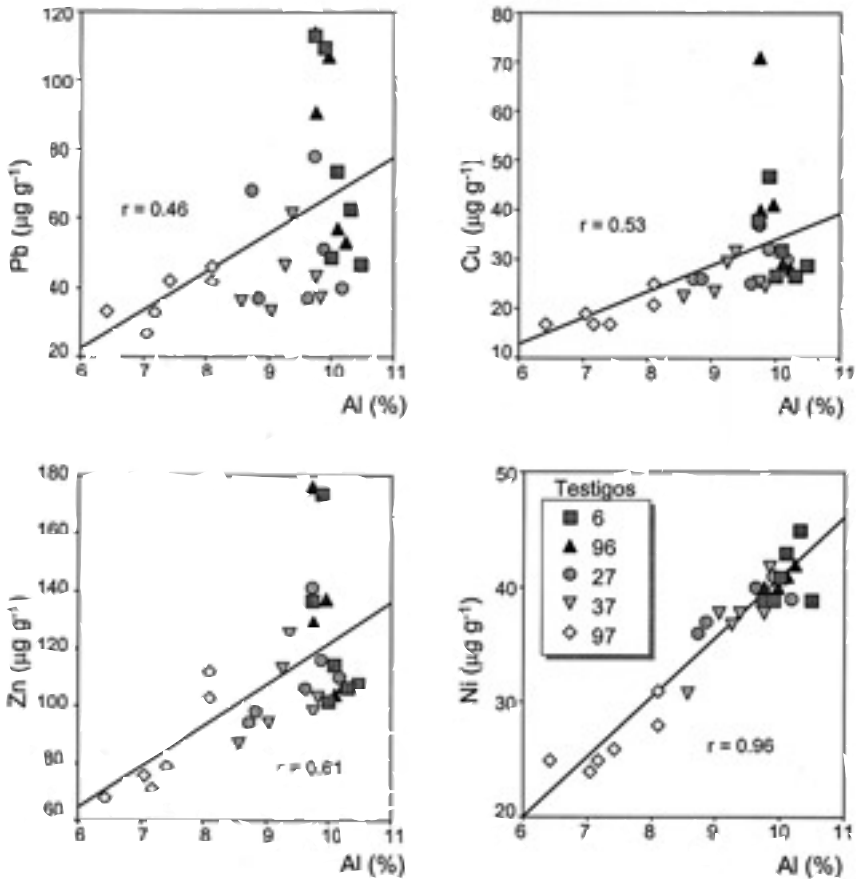 120
100
80
60
40
20
Pb (µg g⁻¹)
r = 0.46
6 7 8 9 10 11
Al (%)
80
70
60
50
40
30
20
10
Cu (µg g⁻¹)
r = 0.53
6 7 8 9 10 11
Al (%)
180
160
140
120
100
80
60
Zn (µg g⁻¹)
r = 0.61
6 7 8 9 10 11
Al (%)
50
40
30
20
Ni (µg g⁻¹)
Testigos
6
96
27
37
97
r = 0.96
6 7 8 9 10 11
Al (%)